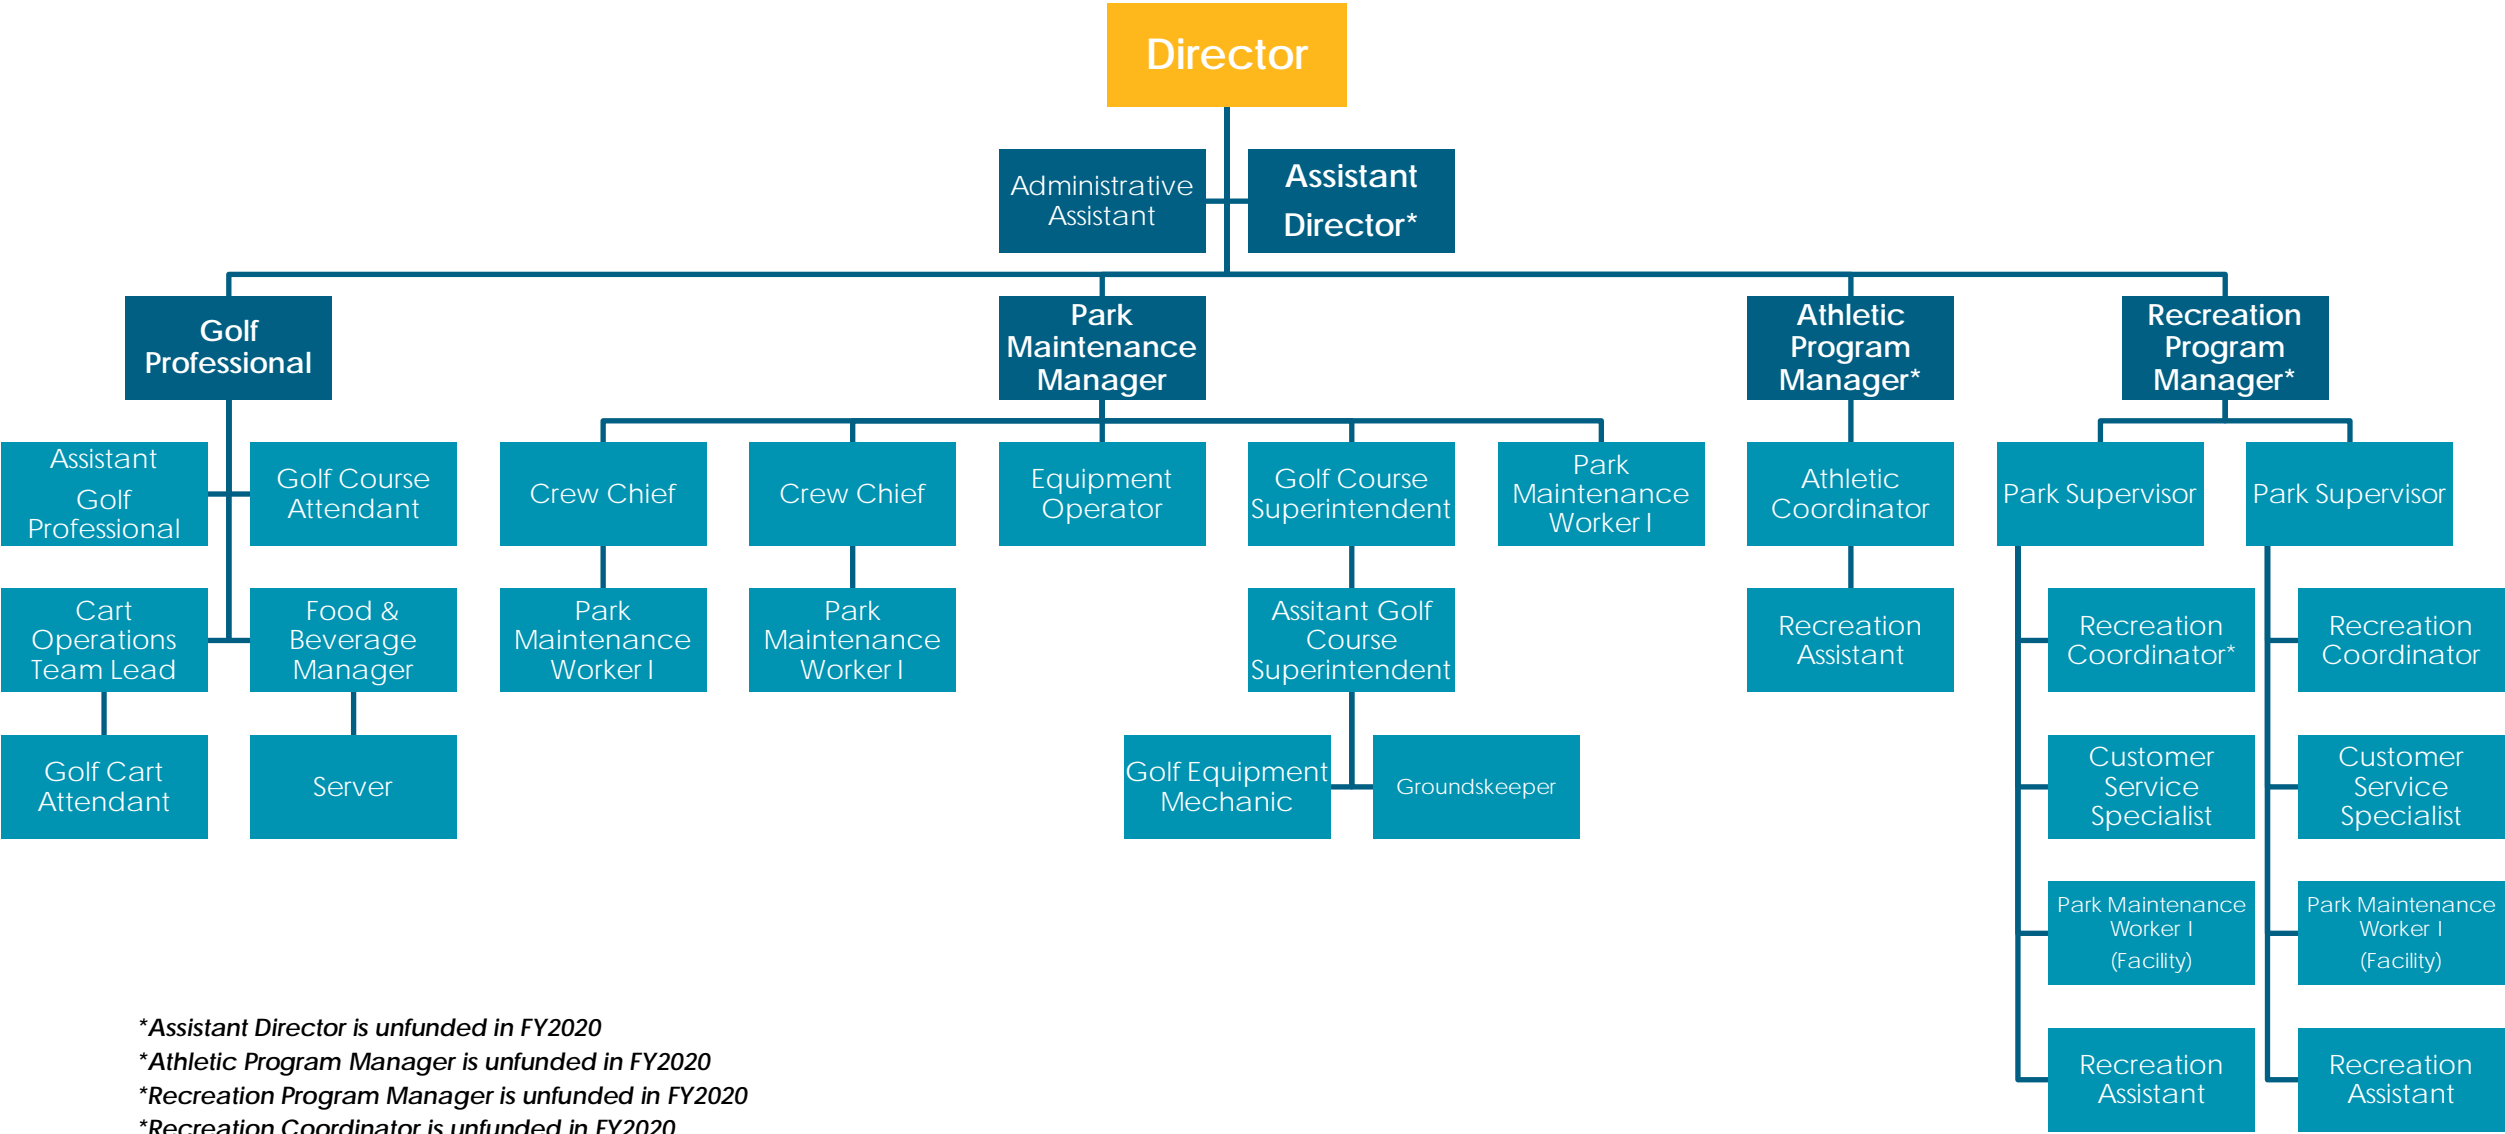 Director
Administrative
Assistant
Assistant
Director*
Golf
Professional
Park
Maintenance
Manager
Athletic
Program
Manager*
Recreation
Program
Manager*
Assistant
Golf
Professional
Golf Course
Attendant
Crew Chief
Crew Chief
Equipment
Operator
Golf Course
Superintendent
Park
Maintenance
Worker I
Athletic
Coordinator
Park Supervisor
Park Supervisor
Cart
Operations
Team Lead
Food &
Beverage
Manager
Park
Maintenance
Worker I
Park
Maintenance
Worker I
Assitant Golf
Course
Superintendent
Recreation
Assistant
Recreation
Coordinator*
Recreation
Coordinator
Golf Cart
Attendant
Server
Golf Equipment
Mechanic
Groundskeeper
Customer
Service
Specialist
Customer
Service
Specialist
Park Maintenance
Worker I
(Facility)
Park Maintenance
Worker I
(Facility)
Recreation
Assistant
Recreation
Assistant
*Assistant Director is unfunded in FY2020
*Athletic Program Manager is unfunded in FY2020
*Recreation Program Manager is unfunded in FY2020
*Recreation Coordinator is unfunded in FY2020